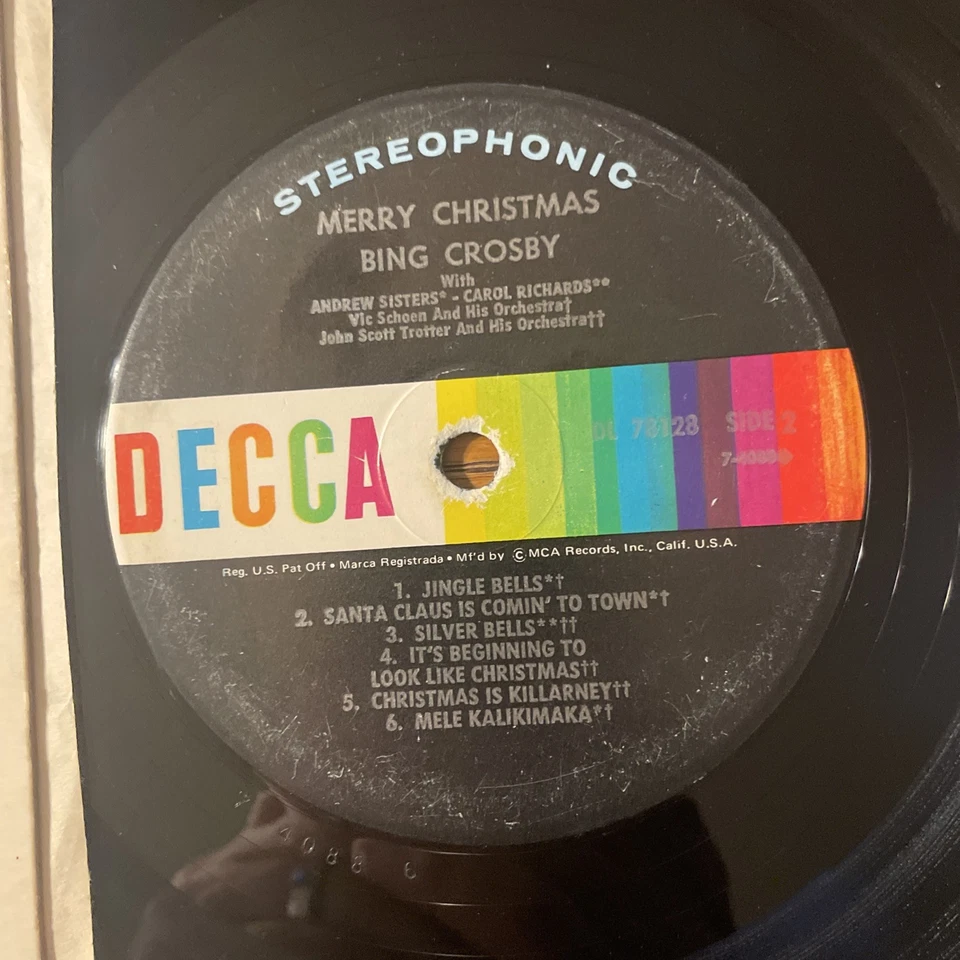 STEREOPHONIC
MERRY CHRISTMAS
BING CROSBY
With
ANDREW SISTERS* - CAROL RICHARDS**
Vic Schoen And His Orchestra†
John Scott Trotter And His Orchestra††
DECCA
DL 78128 SIDE 2
Reg. U.S. Pat Off • Marca Registrada • Mf'd by ©MCA Records, Inc., Calif. U.S.A.
1. JINGLE BELLS*†
2. SANTA CLAUS IS COMIN' TO TOWN*†
3. SILVER BELLS**††
4. IT'S BEGINNING TO
LOOK LIKE CHRISTMAS††
5. CHRISTMAS IS KILLARNEY††
6. MELE KALIKIMAKA*†
4088 6